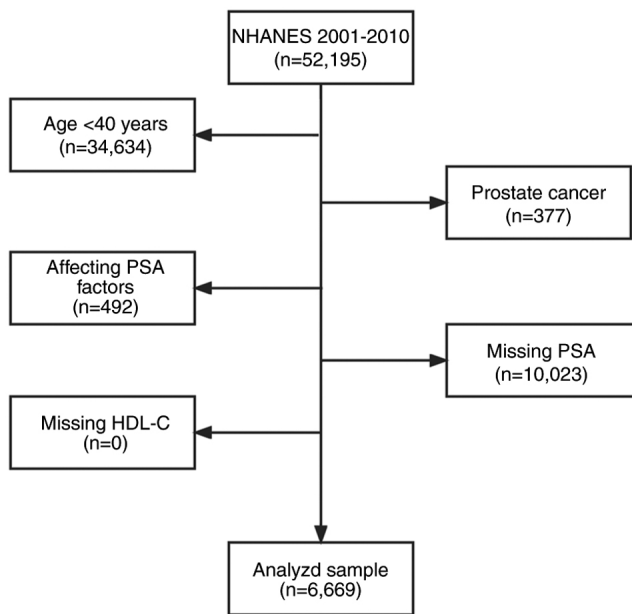 NHANES 2001-2010
(n=52,195)
Age <40 years
(n=34,634)
Prostate cancer
(n=377)
Affecting PSA
factors
(n=492)
Missing PSA
(n=10,023)
Missing HDL-C
(n=0)
Analyzd sample
(n=6,669)